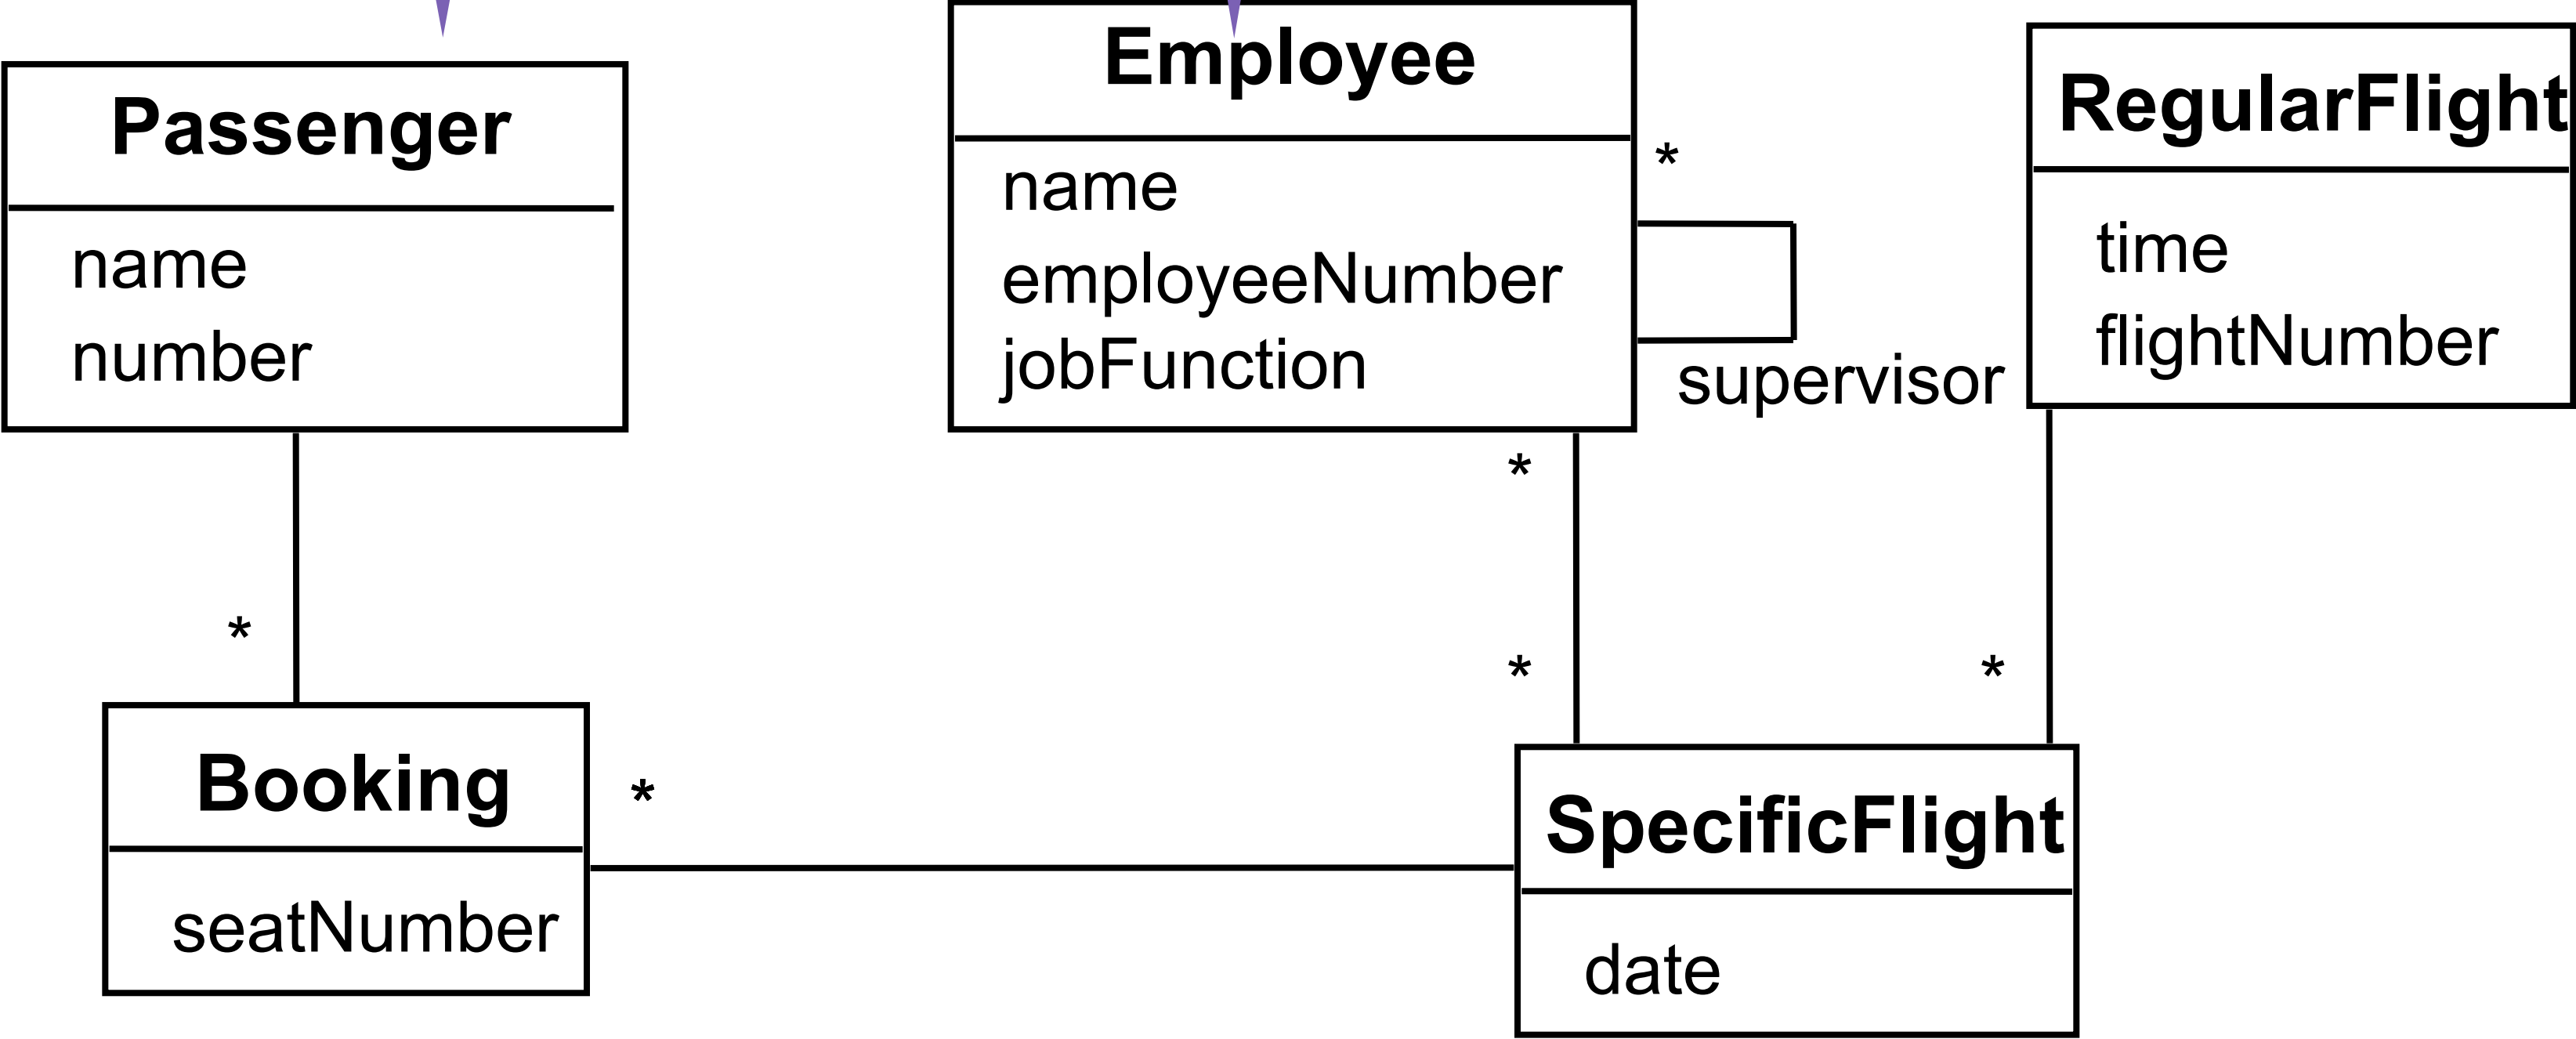 Passenger
name
number
Employee
name
employeeNumber
jobFunction
*
supervisor
RegularFlight
time
flightNumber
*
*
*
*
Booking
seatNumber
*
SpecificFlight
date